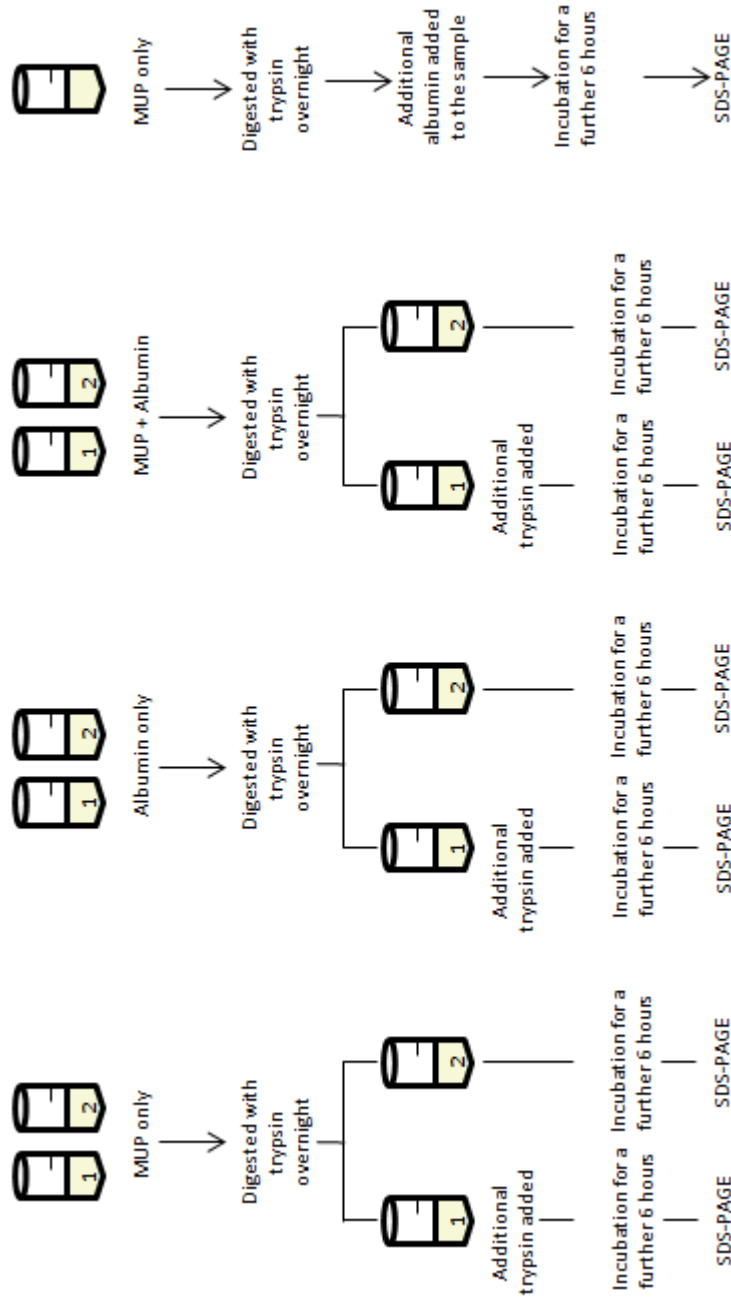 1
2
MUP only
Digested with
trypsin
overnight
1
2
Additional
trypsin added
Incubation for a
further 6 hours
Incubation for a
further 6 hours
SDS-PAGE
SDS-PAGE
1
2
Albumin only
Digested with
trypsin
overnight
1
2
Additional
trypsin added
Incubation for a
further 6 hours
Incubation for a
further 6 hours
SDS-PAGE
SDS-PAGE
1
2
MUP + Albumin
Digested with
trypsin
overnight
1
2
Additional
trypsin added
Incubation for a
further 6 hours
Incubation for a
further 6 hours
SDS-PAGE
SDS-PAGE
MUP only
Digested with
trypsin
overnight
Additional
albumin added
to the sample
Incubation for a
further 6 hours
SDS-PAGE